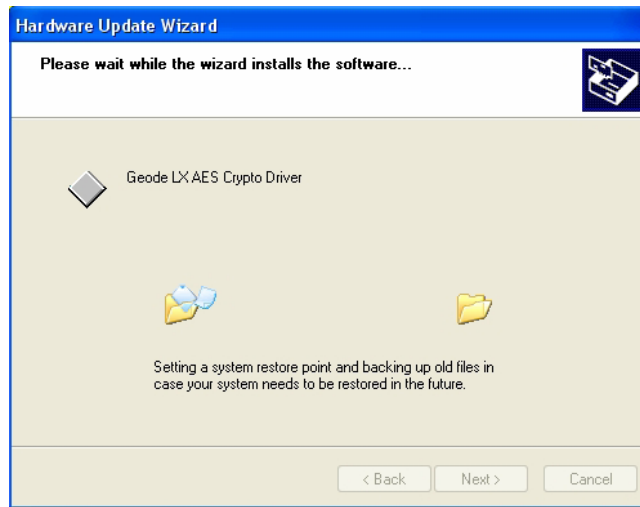 Hardware Update Wizard
Please wait while the wizard installs the software...
Geode LX AES Crypto Driver
Setting a system restore point and backing up old files in
case your system needs to be restored in the future.
< Back Next > Cancel